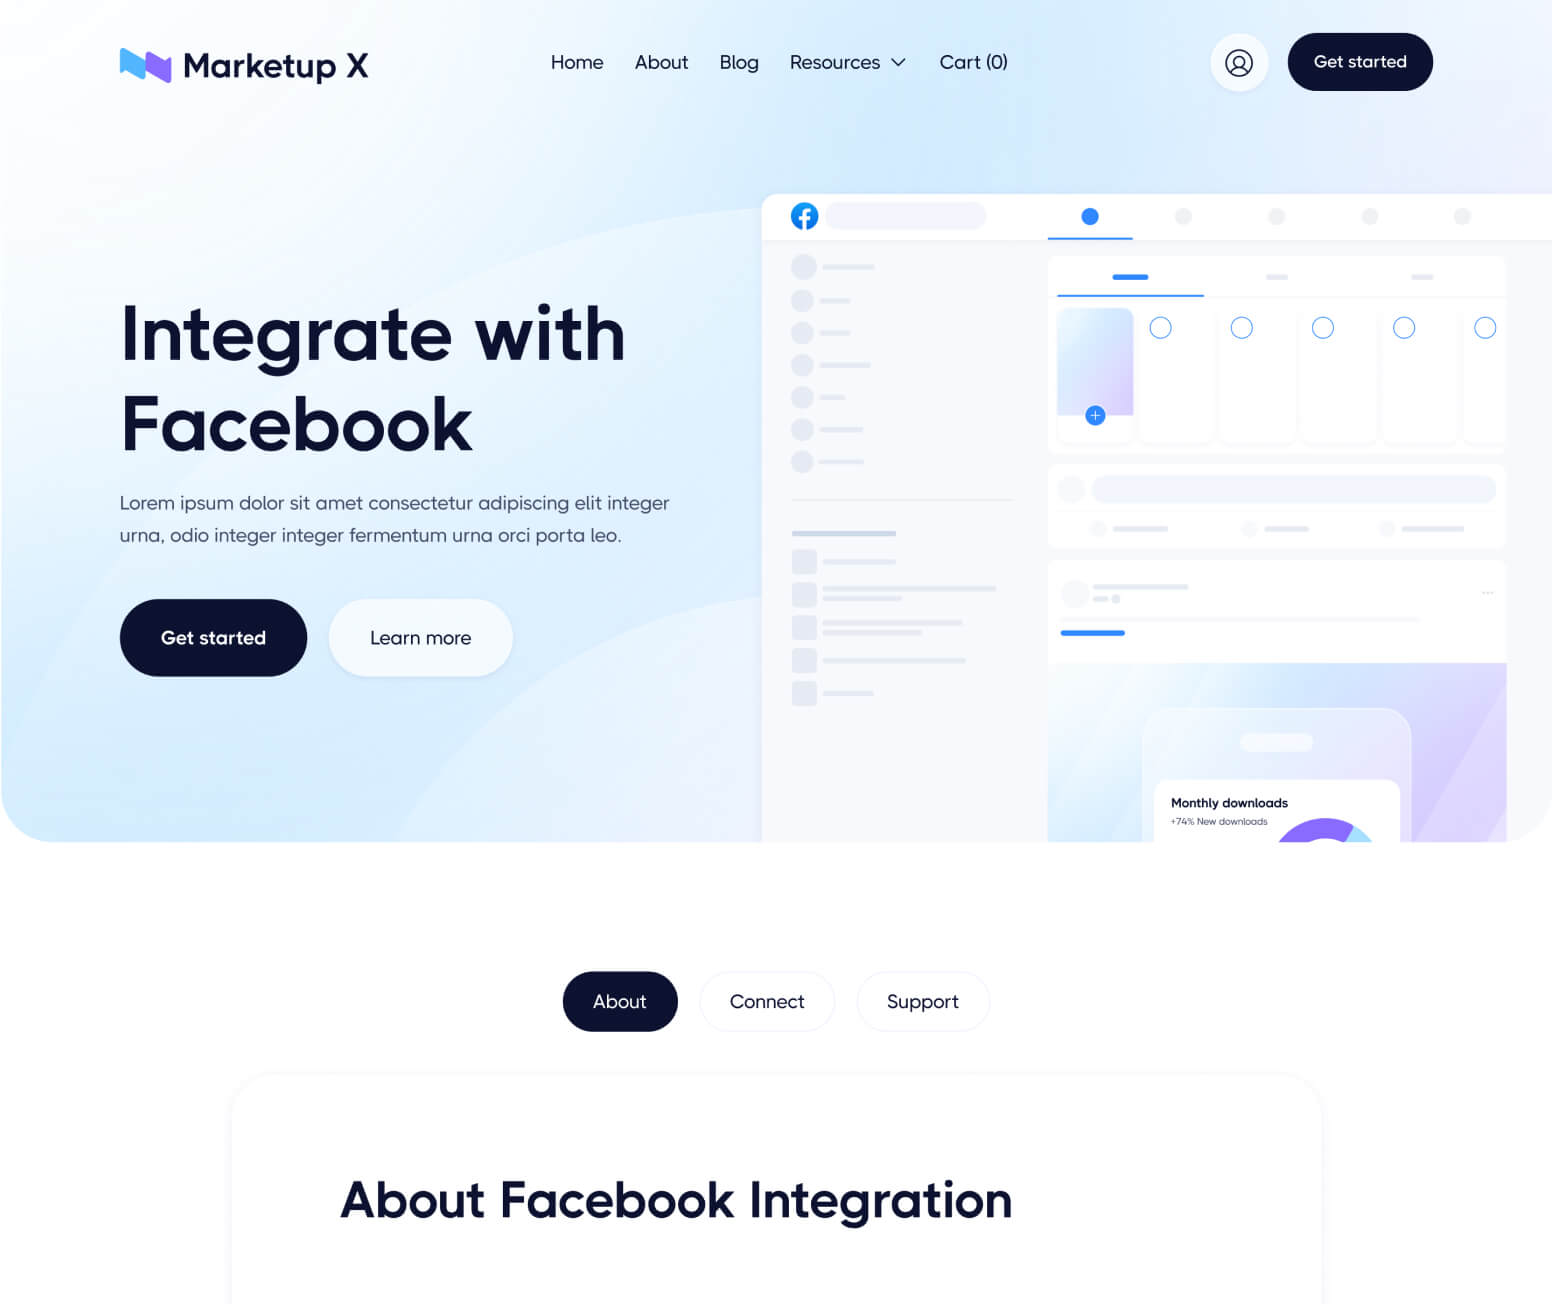 Marketup X
Home
About
Blog
Resources
Cart (0)
Get started
Integrate with
Facebook
Lorem ipsum dolor sit amet consectetur adipiscing elit integer
urna, odio integer integer fermentum urna orci porta leo.
Get started
Learn more
Monthly downloads
+74% New downloads
About
Connect
Support
About Facebook Integration